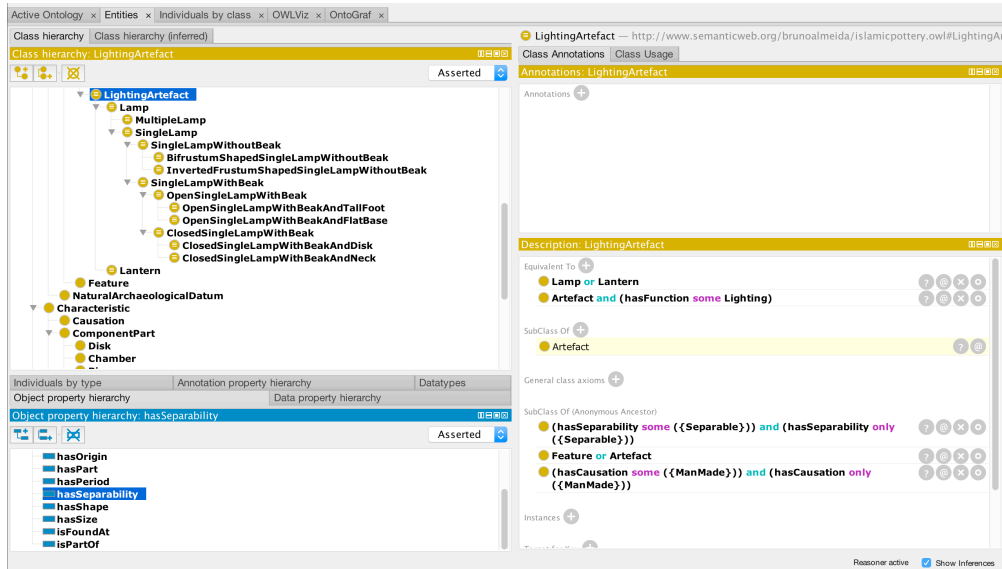 Active Ontology × Entities × Individuals by class × OWLViz × OntoGraf ×
Class hierarchy Class hierarchy (inferred)
Class hierarchy: LightingArtefact
Asserted
LightingArtefact
Lamp
MultipleLamp
SingleLamp
SingleLampWithoutBeak
BifrustumShapedSingleLampWithoutBeak
InvertedFrustumShapedSingleLampWithoutBeak
SingleLampWithBeak
OpenSingleLampWithBeak
OpenSingleLampWithBeakAndTallFoot
OpenSingleLampWithBeakAndFlatBase
ClosedSingleLampWithBeak
ClosedSingleLampWithBeakAndDisk
ClosedSingleLampWithBeakAndNeck
Lantern
Feature
NaturalArchaeologicalDatum
Characteristic
Causation
ComponentPart
Disk
Chamber
Individuals by type Annotation property hierarchy Datatypes
Object property hierarchy Data property hierarchy
Object property hierarchy: hasSeparability
Asserted
hasOrigin
hasPart
hasPeriod
hasSeparability
hasShape
hasSize
isFoundAt
isPartOf
LightingArtefact — http://www.semanticweb.org/brunoalmeida/islamicpottery.owl#LightingAr
Class Annotations Class Usage
Annotations: LightingArtefact
Annotations
Description: LightingArtefact
Equivalent To
Lamp or Lantern
Artefact and (hasFunction some Lighting)
SubClass Of
Artefact
General class axioms
SubClass Of (Anonymous Ancestor)
(hasSeparability some ({Separable})) and (hasSeparability only
({Separable}))
Feature or Artefact
(hasCausation some ({ManMade})) and (hasCausation only
({ManMade}))
Instances
Reasoner active Show Inferences